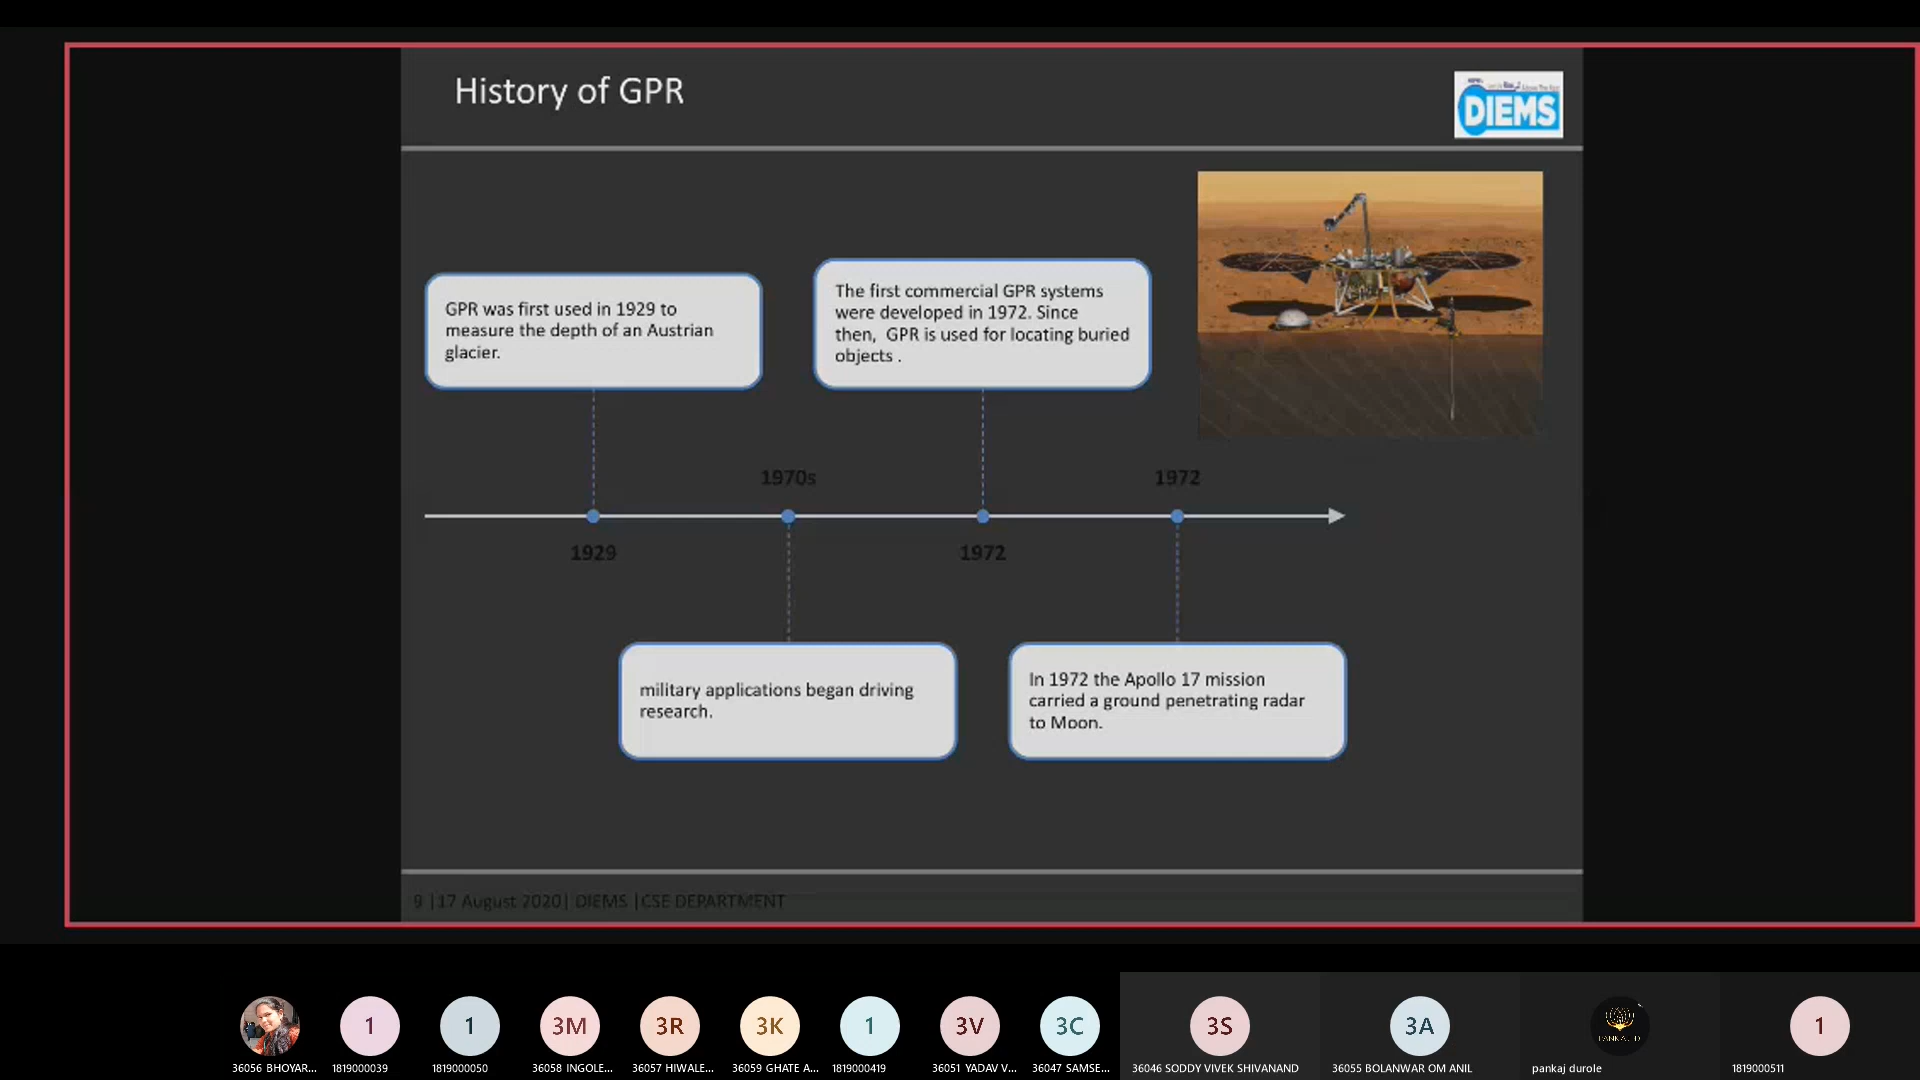 History of GPR
DIEMS
GPR was first used in 1929 to
measure the depth of an Austrian
glacier.
The first commercial GPR systems
were developed in 1972. Since
then, GPR is used for locating buried
objects .
1970s
1972
1929
1972
military applications began driving
research.
In 1972 the Apollo 17 mission
carried a ground penetrating radar
to Moon.
9 |17 August 2020| DIEMS |CSE DEPARTMENT
1
1
3M
3R
3K
1
3V
3C
3S
3A
1
36056 BHOYAR...
1819000039
1819000050
36058 INGOLE...
36057 HIWALE...
36059 GHATE A...
1819000419
36051 YADAV V...
36047 SAMSE...
36046 SODDY VIVEK SHIVANAND
36055 BOLANWAR OM ANIL
pankaj durole
1819000511